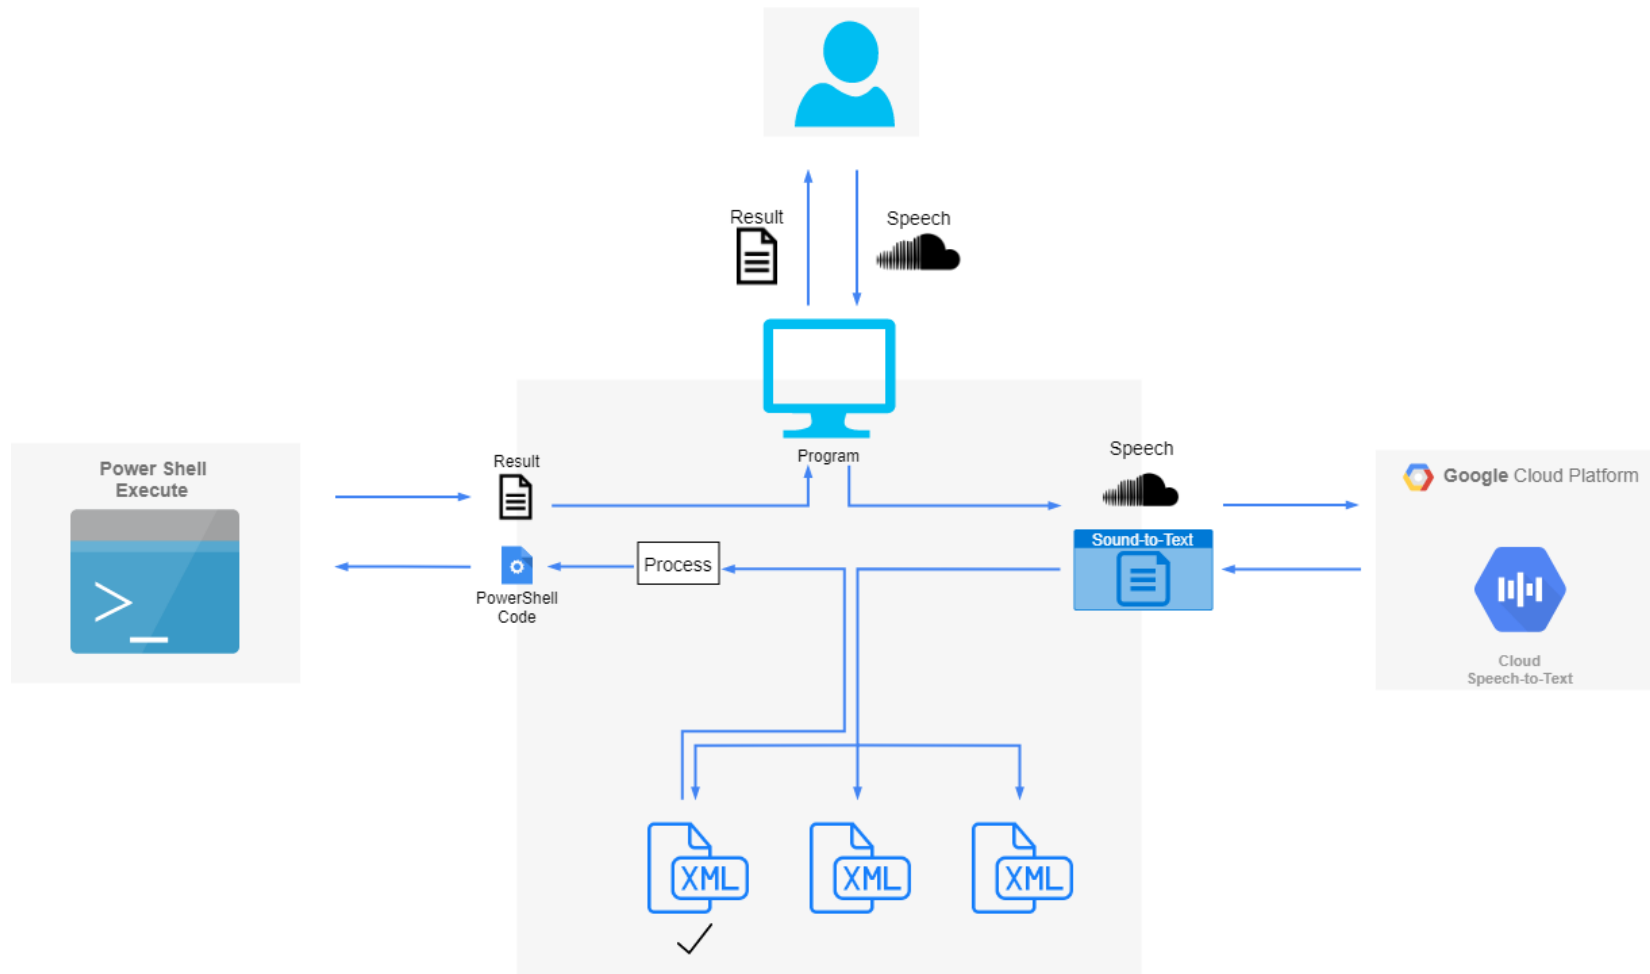 Result
Speech
Program
Power Shell
Execute
Result
Speech
Google Cloud Platform
Sound-to-Text
Process
PowerShell
Code
Cloud
Speech-to-Text
XML
XML
XML